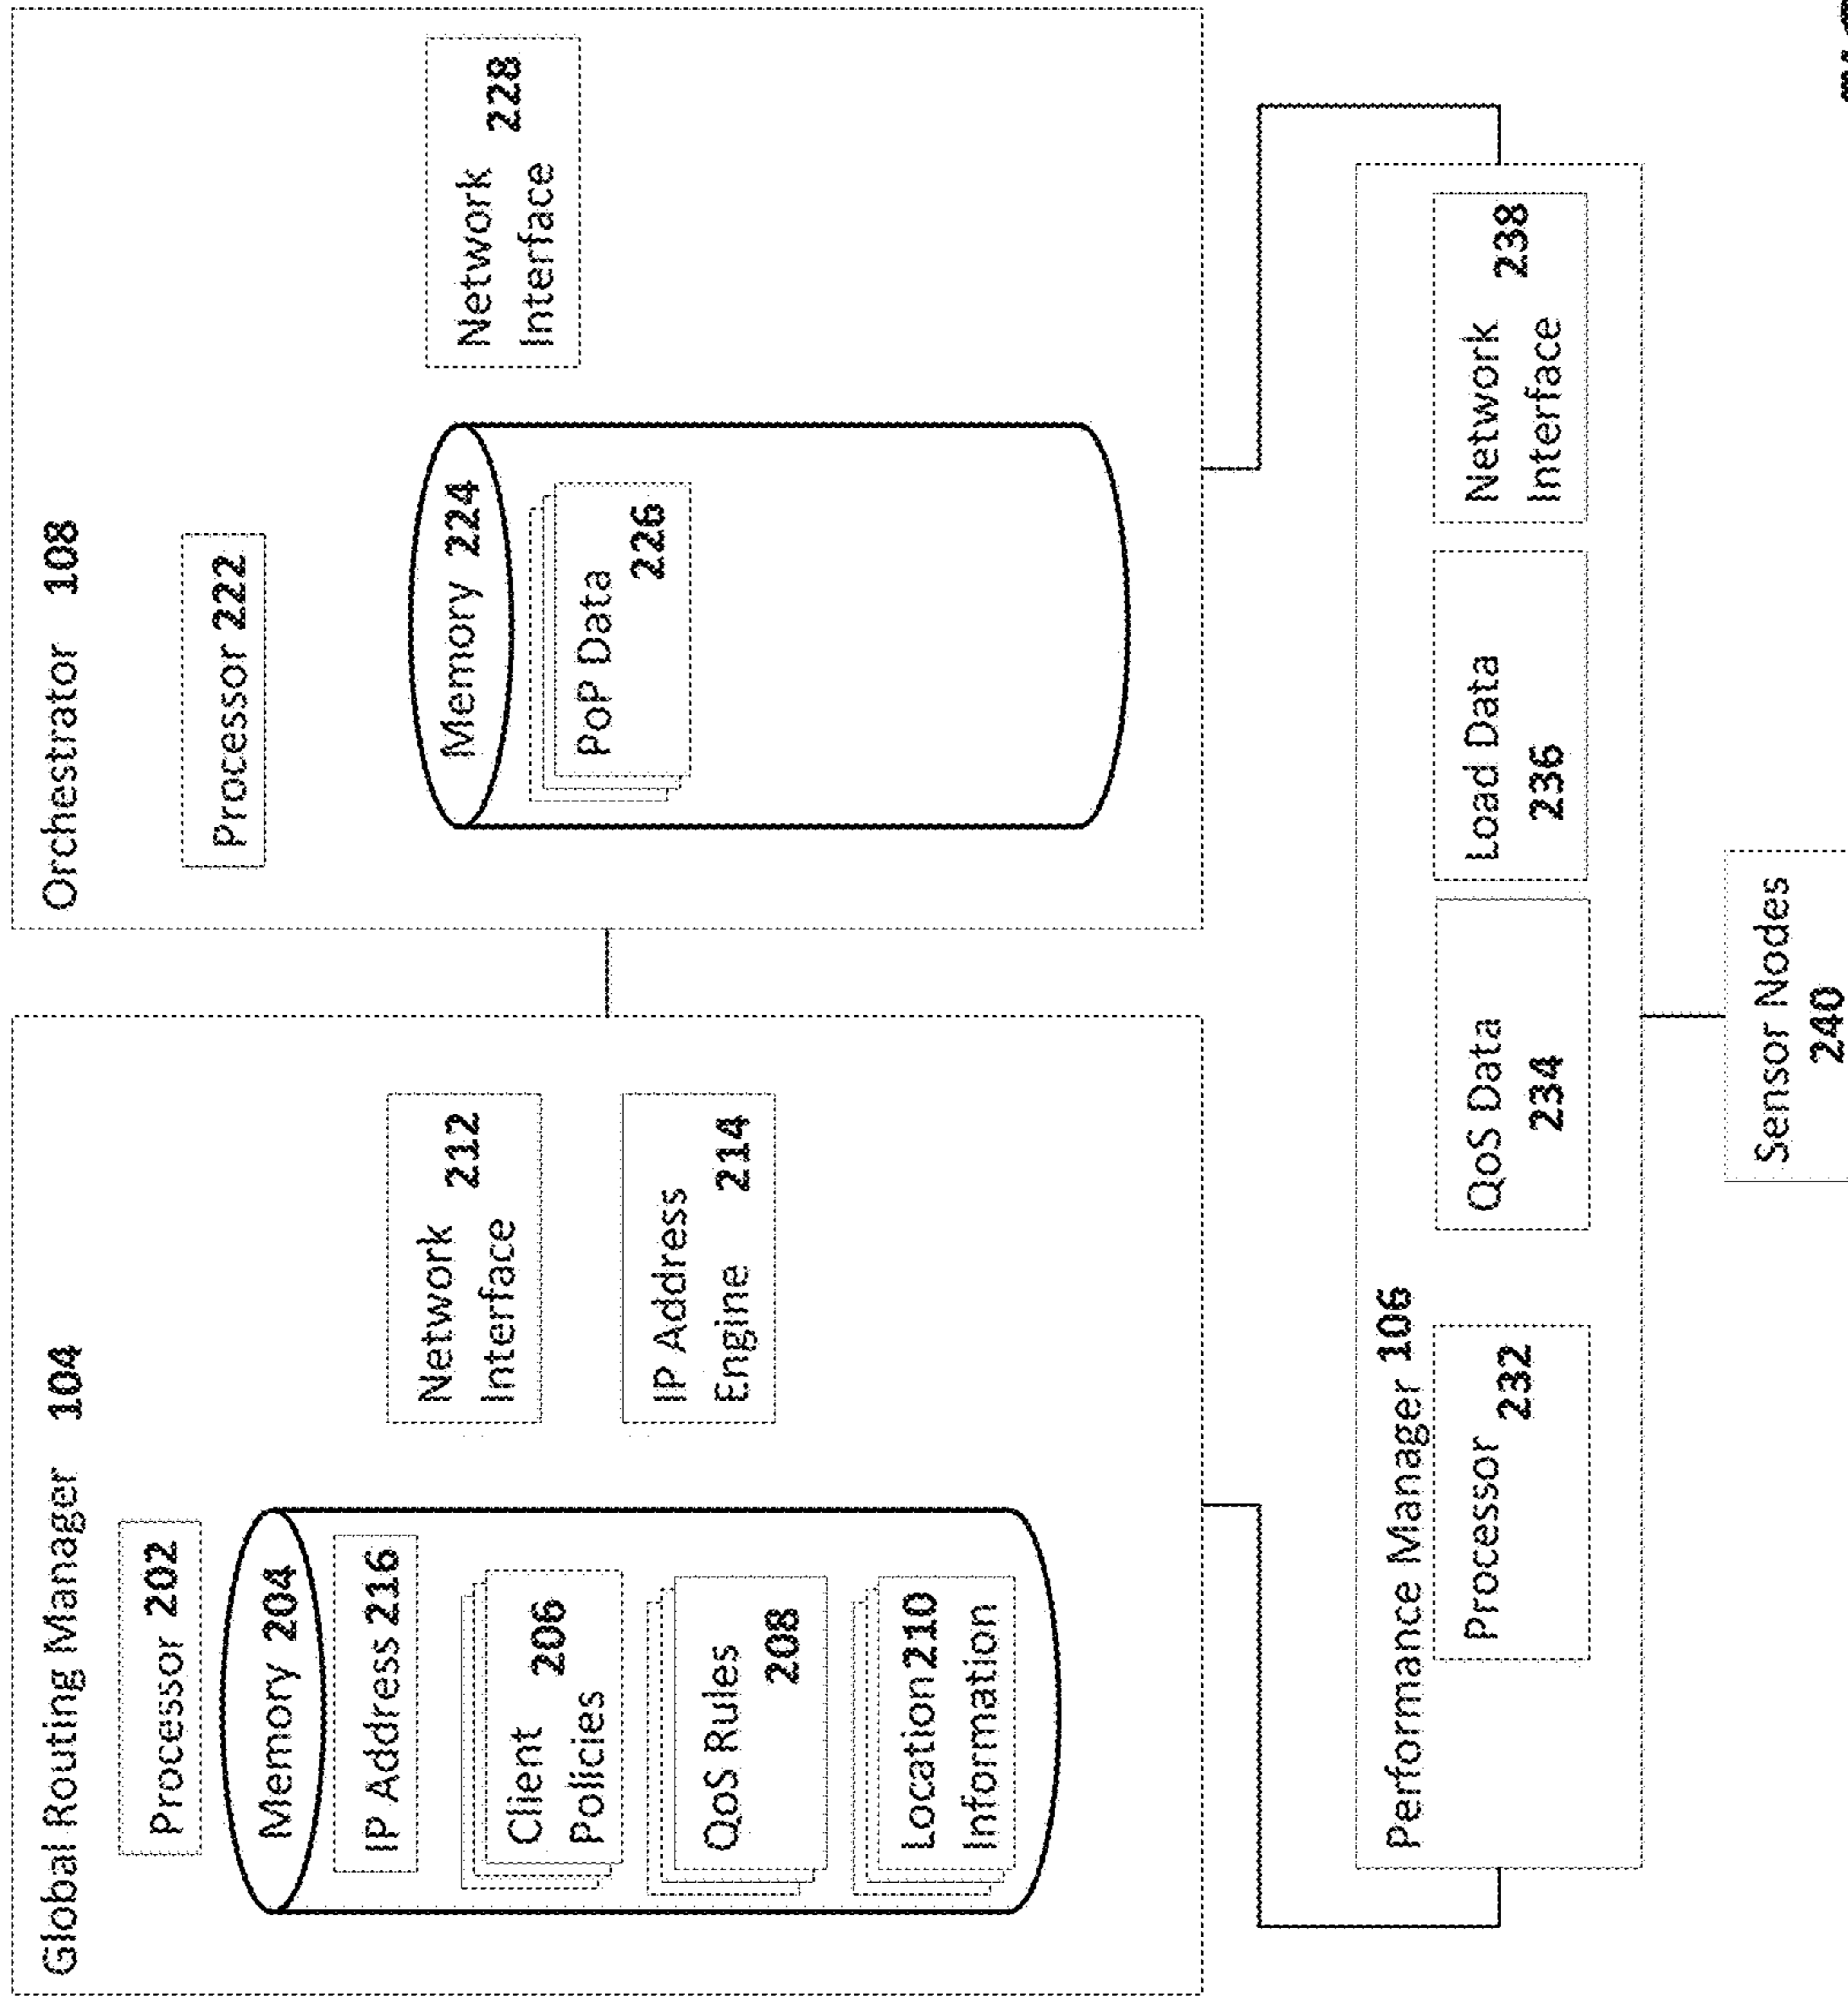 Global Routing Manager 104
Processor 202
Memory 204
IP Address 216
Client 206
Policies
QoS Rules
208
Location 210
Information
Network
212
Interface
IP Address
Engine 214
Orchestrator 108
Processor 222
Memory 224
PoP Data
226
Network
228
Interface
Performance Manager 106
Processor
232
QoS Data
234
Load Data
236
Network
238
Interface
Sensor Nodes
240